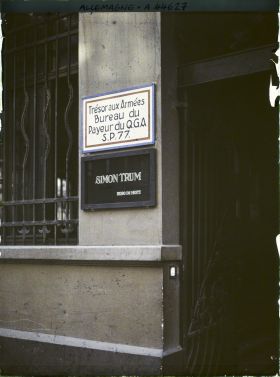 ALLEMAGNE - A 44627
Trésor aux Armées
Bureau du
Payeur du Q.G.A
S.P. 77.
SIMON TRUM